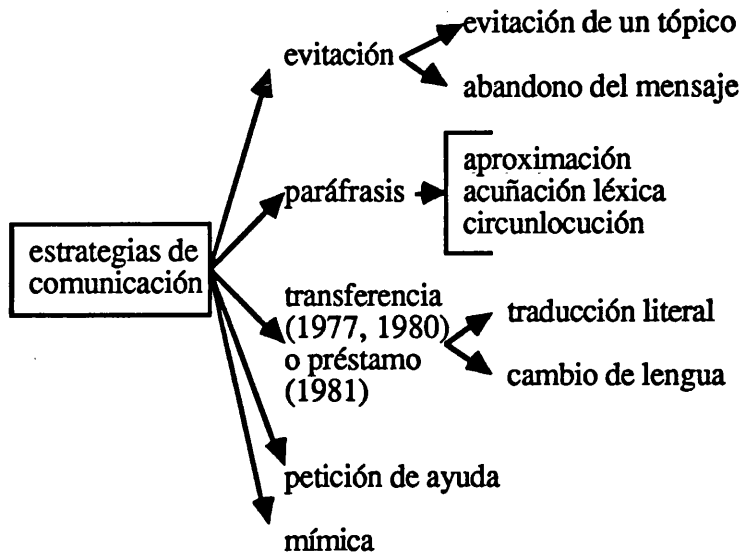 estrategias de
comunicación
evitación
evitación de un tópico
abandono del mensaje
paráfrasis
aproximación
acuñación léxica
circunlocución
transferencia
(1977, 1980)
o préstamo
(1981)
traducción literal
cambio de lengua
petición de ayuda
mímica